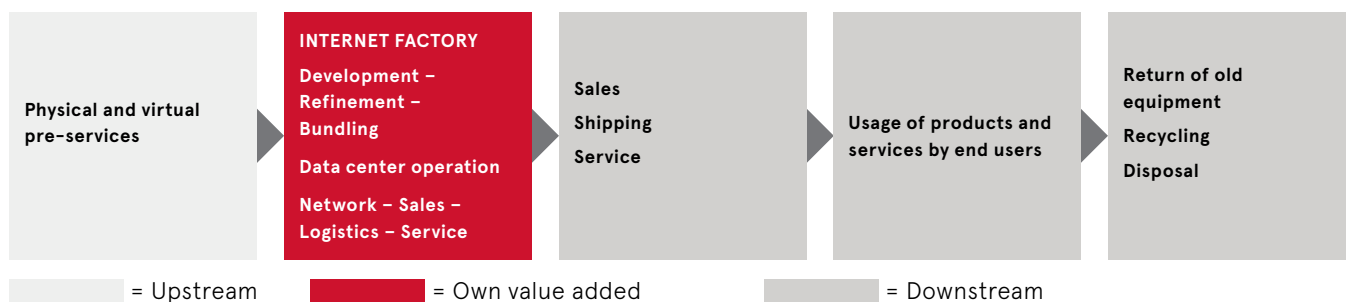 Physical and virtual
pre-services
INTERNET FACTORY
Development –
Refinement –
Bundling
Data center operation
Network – Sales –
Logistics – Service
Sales
Shipping
Service
Usage of products and
services by end users
Return of old
equipment
Recycling
Disposal
= Upstream
= Own value added
= Downstream